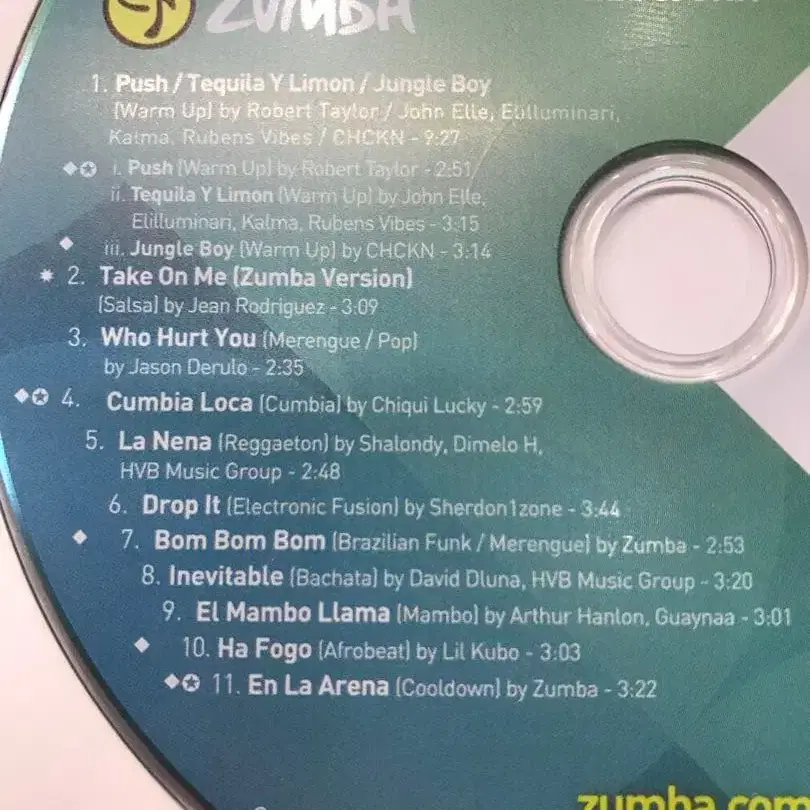 ZUMBA
1. Push / Tequila Y Limon / Jungle Boy
(Warm Up) by Robert Taylor / John Elle, Elilluminari,
Kalma, Rubens Vibes / CHCKN - 9:27
◆✪ i. Push (Warm Up) by Robert Taylor - 2:51
ii. Tequila Y Limon (Warm Up) by John Elle,
Elilluminari, Kalma, Rubens Vibes - 3:15
◆ iii. Jungle Boy (Warm Up) by CHCKN - 3:14
✷ 2. Take On Me (Zumba Version)
(Salsa) by Jean Rodriguez - 3:09
3. Who Hurt You (Merengue / Pop)
by Jason Derulo - 2:35
◆✪ 4. Cumbia Loca (Cumbia) by Chiqui Lucky - 2:59
5. La Nena (Reggaeton) by Shalondy, Dimelo H,
HVB Music Group - 2:48
6. Drop It (Electronic Fusion) by Sherdon1zone - 3:44
◆ 7. Bom Bom Bom (Brazilian Funk / Merengue) by Zumba - 2:53
8. Inevitable (Bachata) by David Dluna, HVB Music Group - 3:20
9. El Mambo Llama (Mambo) by Arthur Hanlon, Guaynaa - 3:01
◆ 10. Ha Fogo (Afrobeat) by Lil Kubo - 3:03
◆✪ 11. En La Arena (Cooldown) by Zumba - 3:22
zumba.com